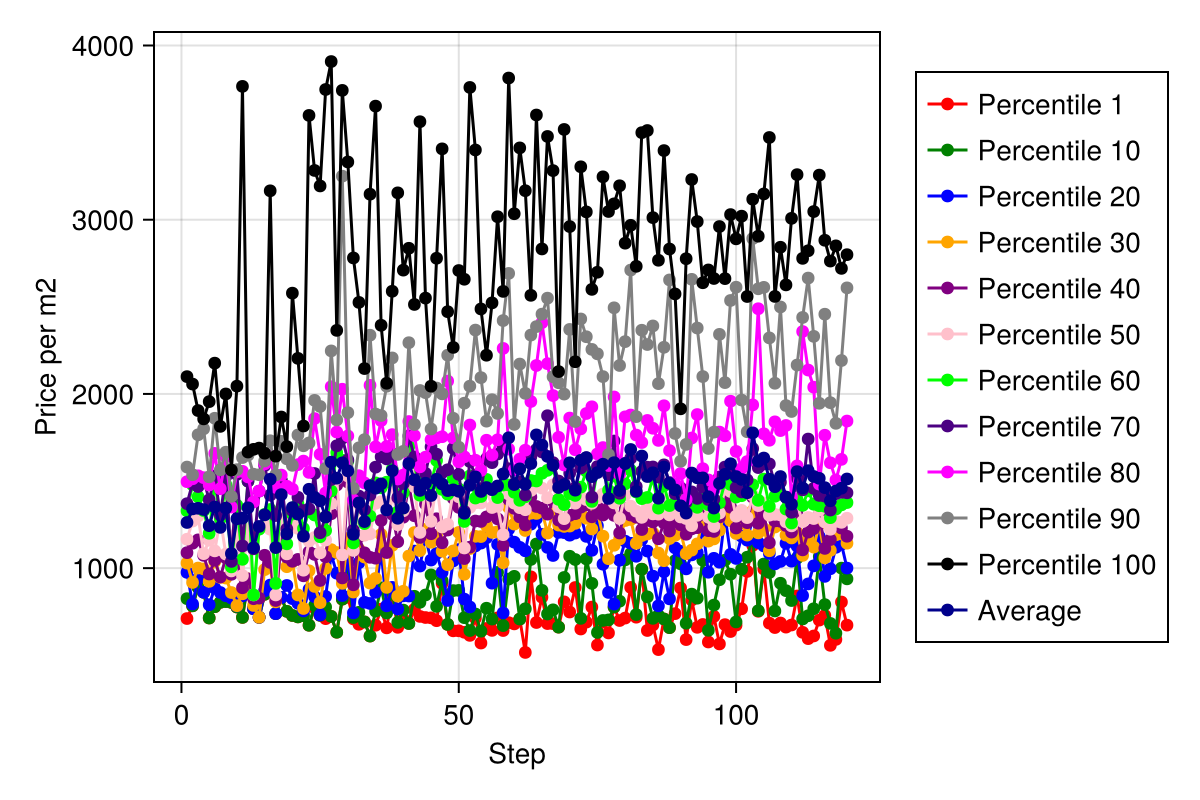 4000
3000
2000
1000
Price per m2
0
50
100
Step
Percentile 1
Percentile 10
Percentile 20
Percentile 30
Percentile 40
Percentile 50
Percentile 60
Percentile 70
Percentile 80
Percentile 90
Percentile 100
Average